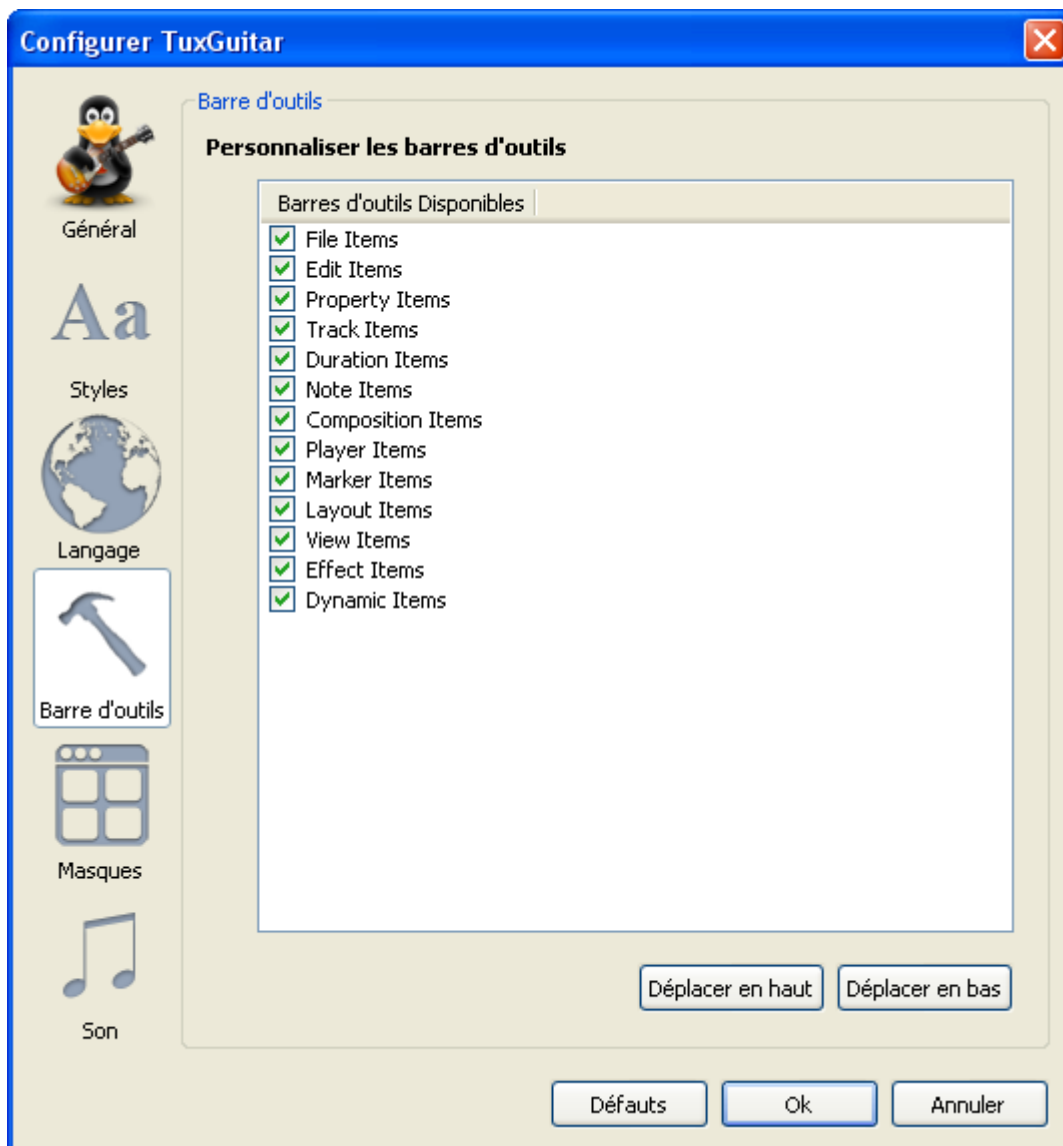 Configurer TuxGuitar
Général
Aa
Styles
Langage
Barre d'outils
Masques
Son
Barre d'outils
Personnaliser les barres d'outils
Barres d'outils Disponibles
File Items
Edit Items
Property Items
Track Items
Duration Items
Note Items
Composition Items
Player Items
Marker Items
Layout Items
View Items
Effect Items
Dynamic Items
Déplacer en haut
Déplacer en bas
Défauts
Ok
Annuler